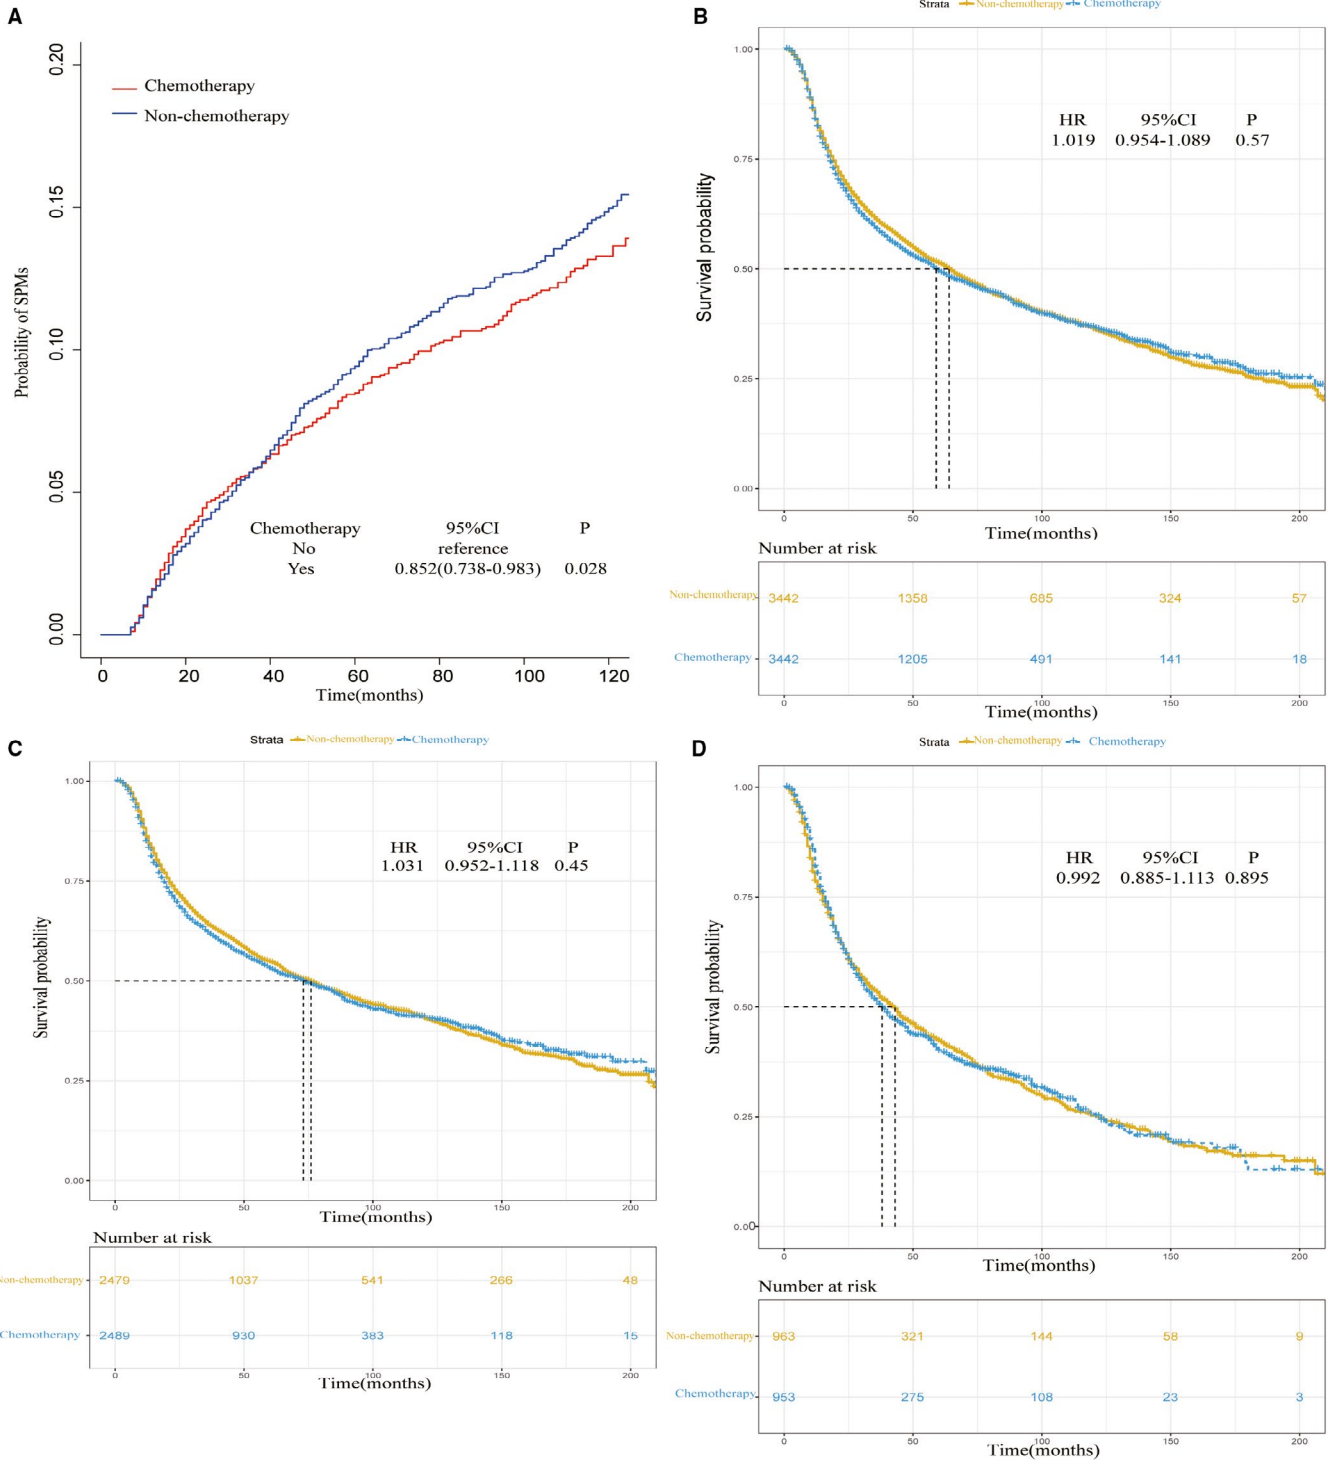 A
0.20
0.15
0.10
0.05
0.00
Probability of SPMs
Chemotherapy
Non-chemotherapy
Chemotherapy 95%CI P
No reference
Yes 0.852(0.738-0.983) 0.028
0 20 40 60 80 100 120
Time(months)
B
Strata Non-chemotherapy Chemotherapy
1.00
0.75
0.50
0.25
0.00
Survival probability
HR 95%CI P
1.019 0.954-1.089 0.57
0 50 100 150 200
Time(months)
Number at risk
Non-chemotherapy 3442 1358 685 324 57
Chemotherapy 3442 1205 491 141 18
0 50 100 150 200
Time(months)
C
Strata Non-chemotherapy Chemotherapy
1.00
0.75
0.50
0.25
0.00
Survival probability
HR 95%CI P
1.031 0.952-1.118 0.45
0 50 100 150 200
Time(months)
Number at risk
Non-chemotherapy 2479 1037 541 266 48
Chemotherapy 2489 930 383 118 15
0 50 100 150 200
Time(months)
D
Strata Non-chemotherapy Chemotherapy
1.00
0.75
0.50
0.25
0.00
Survival probability
HR 95%CI P
0.992 0.885-1.113 0.895
0 50 100 150 200
Time(months)
Number at risk
Non-chemotherapy 963 321 144 58 9
Chemotherapy 953 275 108 23 3
0 50 100 150 200
Time(months)